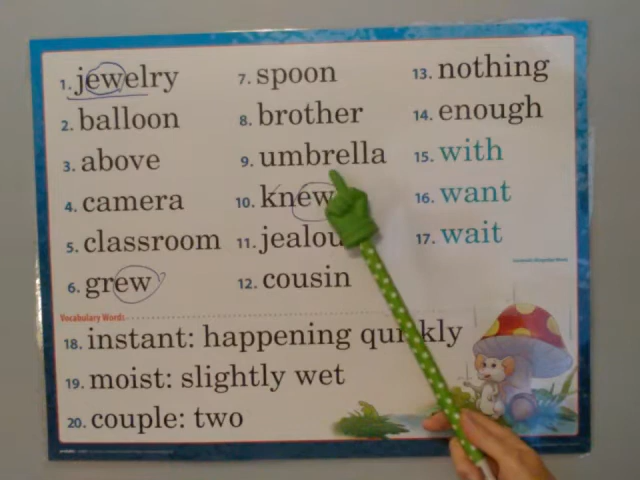 1. jewelry
2. balloon
3. above
4. camera
5. classroom
6. grew
7. spoon
8. brother
9. umbrella
10. knew
11.
12. cousin
13. nothing
14. enough
15. with
16. want
17. wait
Vocabulary Words
18. instant: happening quickly
19. moist: slightly wet
20. couple: two